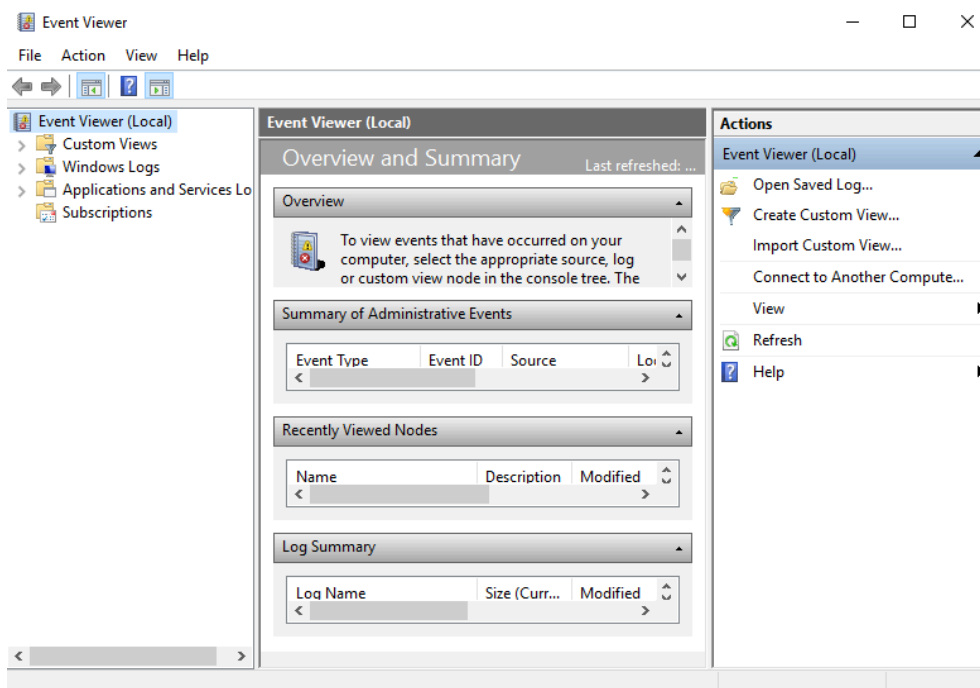 Event Viewer
File Action View Help
Event Viewer (Local)
Custom Views
Windows Logs
Applications and Services Lo
Subscriptions
Event Viewer (Local)
Overview and Summary Last refreshed: ...
Overview
To view events that have occurred on your
computer, select the appropriate source, log
or custom view node in the console tree. The
Summary of Administrative Events
Event Type Event ID Source Lo
Recently Viewed Nodes
Name Description Modified
Log Summary
Log Name Size (Curr... Modified
Actions
Event Viewer (Local)
Open Saved Log...
Create Custom View...
Import Custom View...
Connect to Another Compute...
View
Refresh
Help